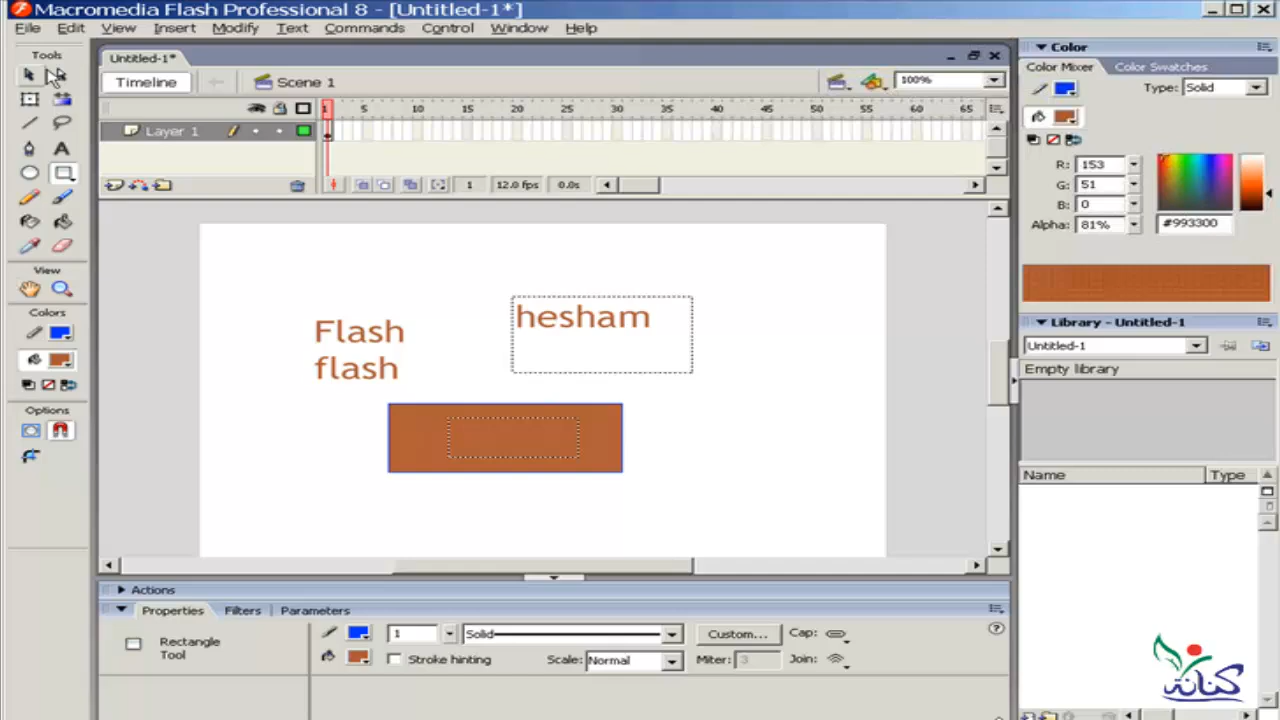 Macromedia Flash Professional 8 - [Untitled-1*]
File Edit View Insert Modify Text Commands Control Window Help
Tools
View
Colors
Options
Untitled-1*
Timeline
Scene 1
100%
1 5 10 15 20 25 30 35 40 45 50 55 60 65
Layer 1
1 12.0 fps 0.0s
Flash
flash
hesham
Actions
Properties Filters Parameters
Rectangle
Tool
1 Solid Custom... Cap:
Stroke hinting Scale: Normal Miter: 3 Join:
Color
Color Mixer Color Swatches
Type: Solid
R: 153
G: 51
B: 0
Alpha: 81% #993300
Library - Untitled-1
Untitled-1
Empty library
Name Type
كنانة